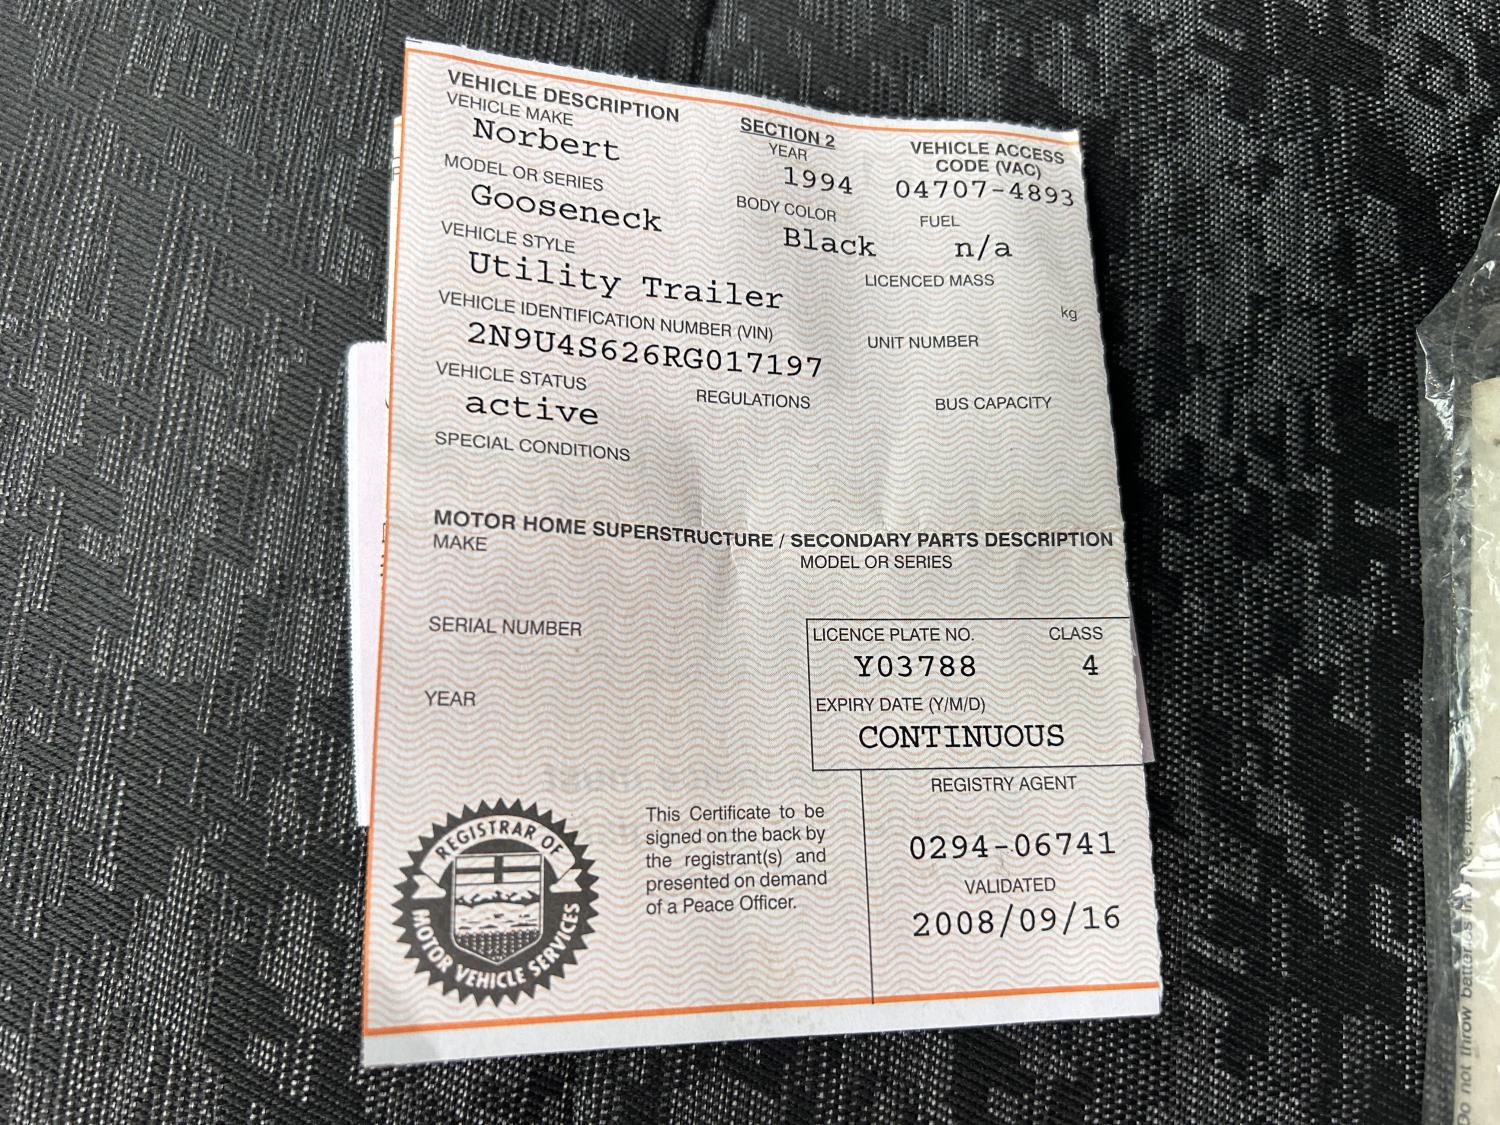 VEHICLE DESCRIPTION
VEHICLE MAKE
Norbert
SECTION 2
YEAR
1994
VEHICLE ACCESS
CODE (VAC)
04707-4893
MODEL OR SERIES
Gooseneck
BODY COLOR
Black
FUEL
n/a
VEHICLE STYLE
Utility Trailer
LICENCED MASS
kg
VEHICLE IDENTIFICATION NUMBER (VIN)
2N9U4S626RG017197
UNIT NUMBER
VEHICLE STATUS
active
REGULATIONS
BUS CAPACITY
SPECIAL CONDITIONS
MOTOR HOME SUPERSTRUCTURE / SECONDARY PARTS DESCRIPTION
MAKE
MODEL OR SERIES
SERIAL NUMBER
LICENCE PLATE NO. CLASS
Y03788 4
YEAR
EXPIRY DATE (Y/M/D)
CONTINUOUS
REGISTRY AGENT
0294-06741
VALIDATED
2008/09/16
This Certificate to be
signed on the back by
the registrant(s) and
presented on demand
of a Peace Officer.
REGISTRAR OF
MOTOR VEHICLE SERVICES
Do not throw batteries in